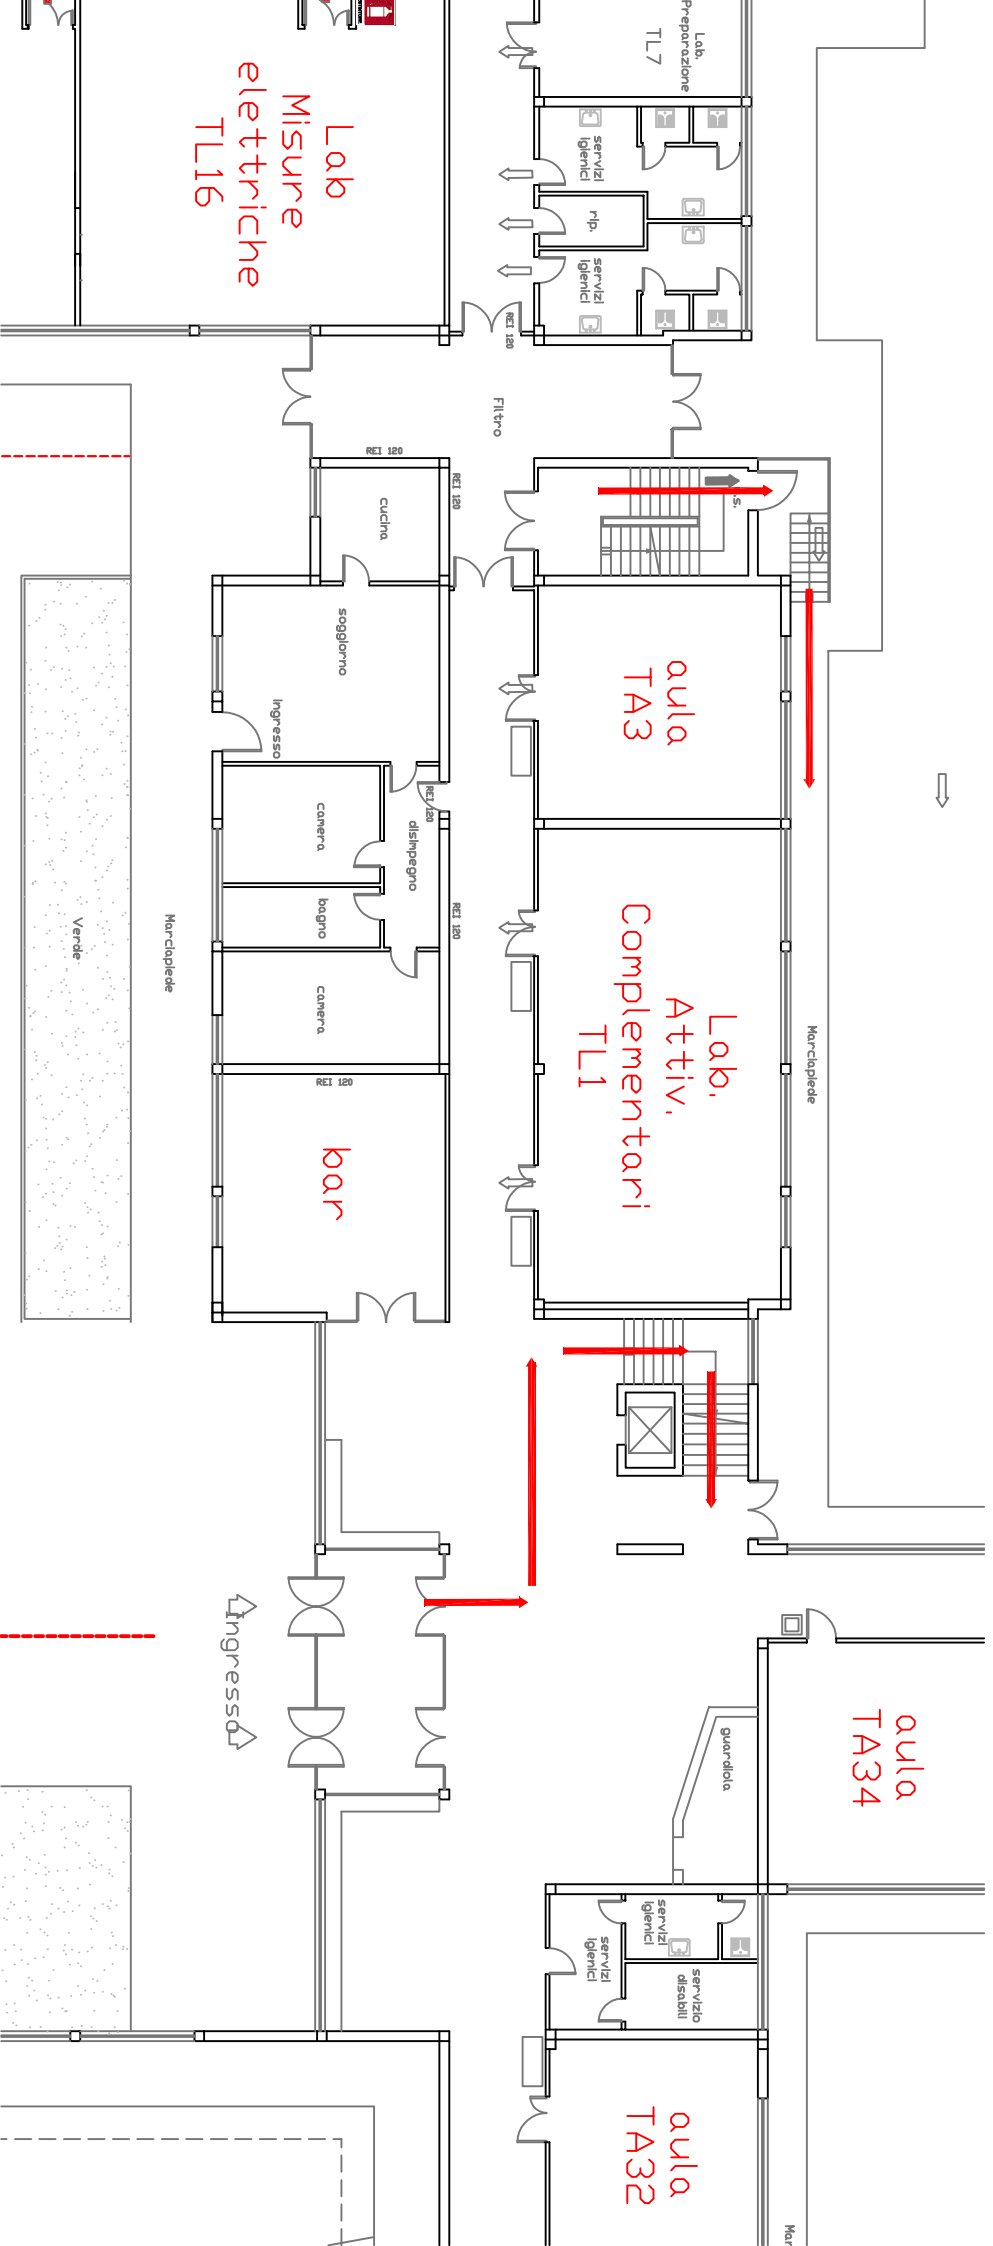 Lab.
Preparazione
TL7
Lab
Misure
elettriche
TL16
servizi
igienici
rip.
servizi
igienici
REI 120
Filtro
REI 120
REI 120
cucina
soggiorno
ingresso
aula
TA3
camera
REI 120
disimpegno
bagno
REI 120
camera
Verde
Marciapiede
Lab.
Attiv.
Complementari
TL1
Marciapiede
REI 120
bar
Ingresso
guardiola
aula
TA34
servizi
igienici
servizi
igienici
servizio
disabili
aula
TA32
Mar